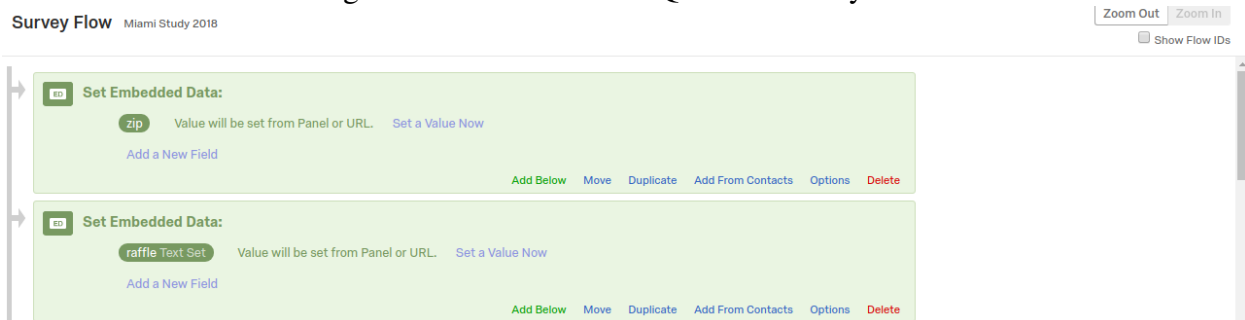 Survey Flow Miami Study 2018
Zoom Out Zoom In
Show Flow IDs
ED Set Embedded Data:
zip Value will be set from Panel or URL. Set a Value Now
Add a New Field
Add Below Move Duplicate Add From Contacts Options Delete
ED Set Embedded Data:
raffle Text Set Value will be set from Panel or URL. Set a Value Now
Add a New Field
Add Below Move Duplicate Add From Contacts Options Delete